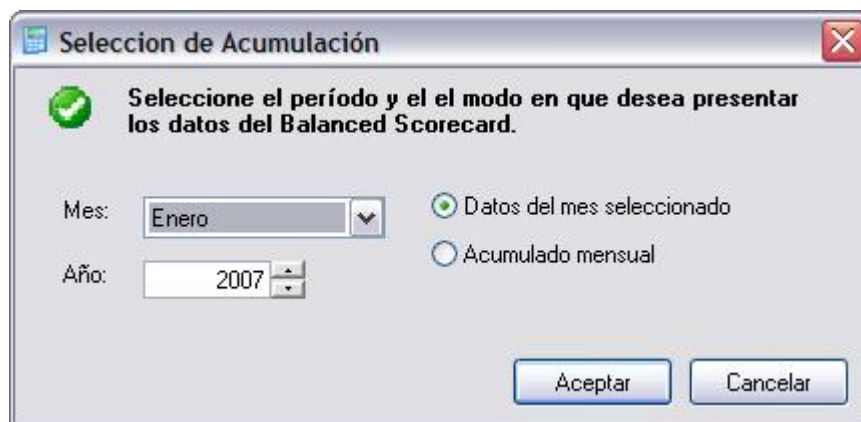 Seleccion de Acumulación
Seleccione el período y el el modo en que desea presentar
los datos del Balanced Scorecard.
Mes:
Enero
Datos del mes seleccionado
Acumulado mensual
Año:
2007
Aceptar
Cancelar